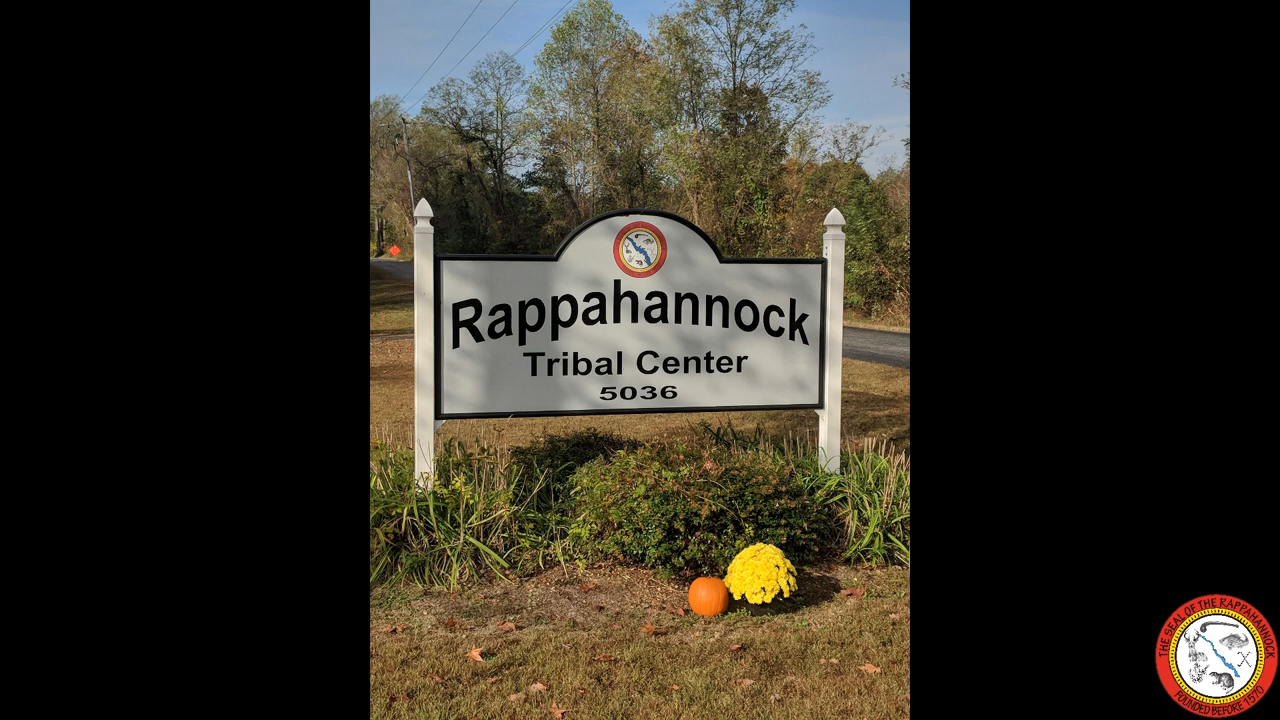 Rappahannock
Tribal Center
5036
THE SEAL OF THE RAPPAHANNOCK
FOUNDED BEFORE 1570